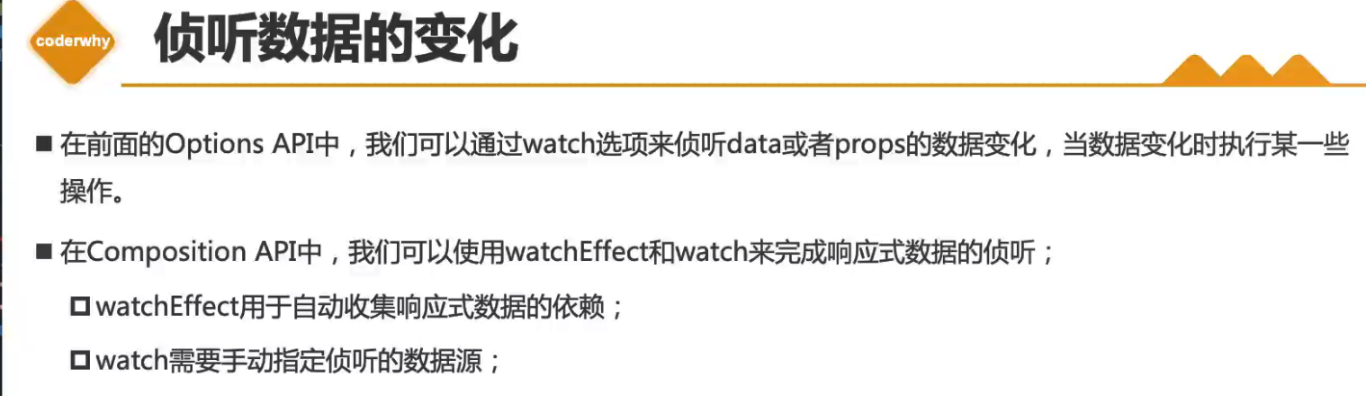 coderwhy
侦听数据的变化
■ 在前面的Options API中，我们可以通过watch选项来侦听data或者props的数据变化，当数据变化时执行某一些
操作。
■ 在Composition API中，我们可以使用watchEffect和watch来完成响应式数据的侦听；
watchEffect用于自动收集响应式数据的依赖；
watch需要手动指定侦听的数据源；